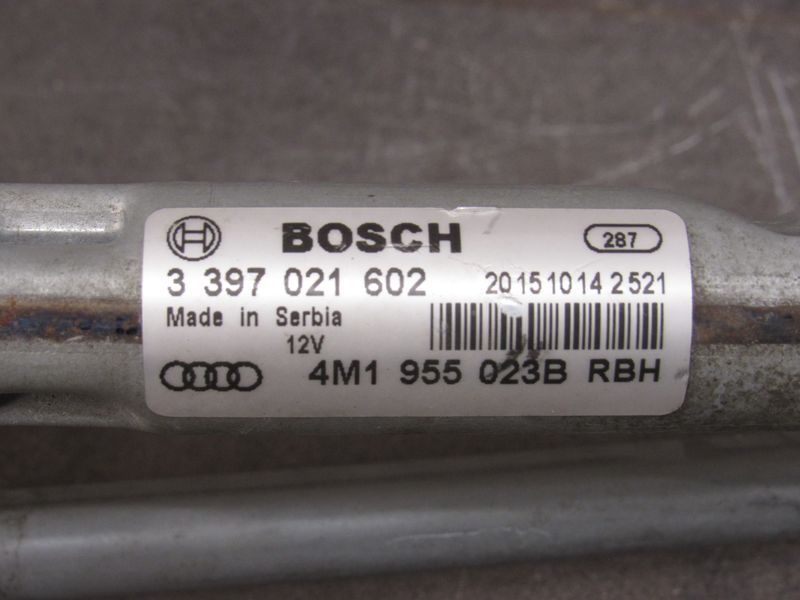 BOSCH 287
3 397 021 602 20151014 2521
Made in Serbia
12V
4M1 955 023B RBH